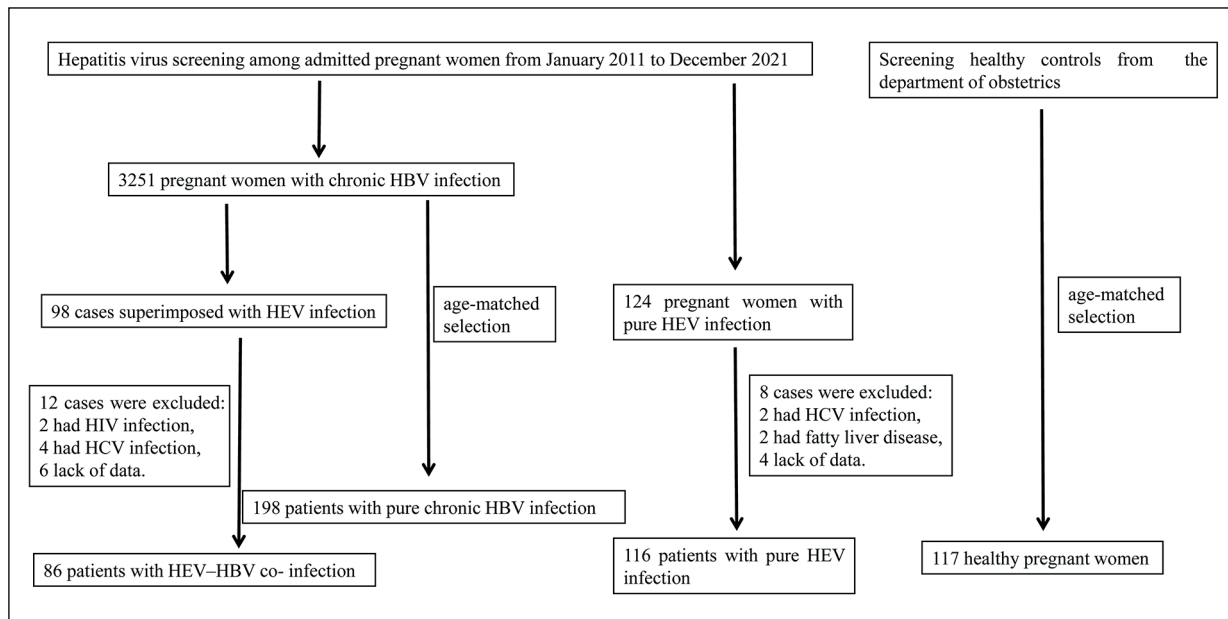 Hepatitis virus screening among admitted pregnant women from January 2011 to December 2021
Screening healthy controls from the
department of obstetrics
3251 pregnant women with chronic HBV infection
98 cases superimposed with HEV infection
age-matched
selection
124 pregnant women with
pure HEV infection
age-matched
selection
12 cases were excluded:
2 had HIV infection,
4 had HCV infection,
6 lack of data.
8 cases were excluded:
2 had HCV infection,
2 had fatty liver disease,
4 lack of data.
198 patients with pure chronic HBV infection
86 patients with HEV–HBV co- infection
116 patients with pure HEV
infection
117 healthy pregnant women